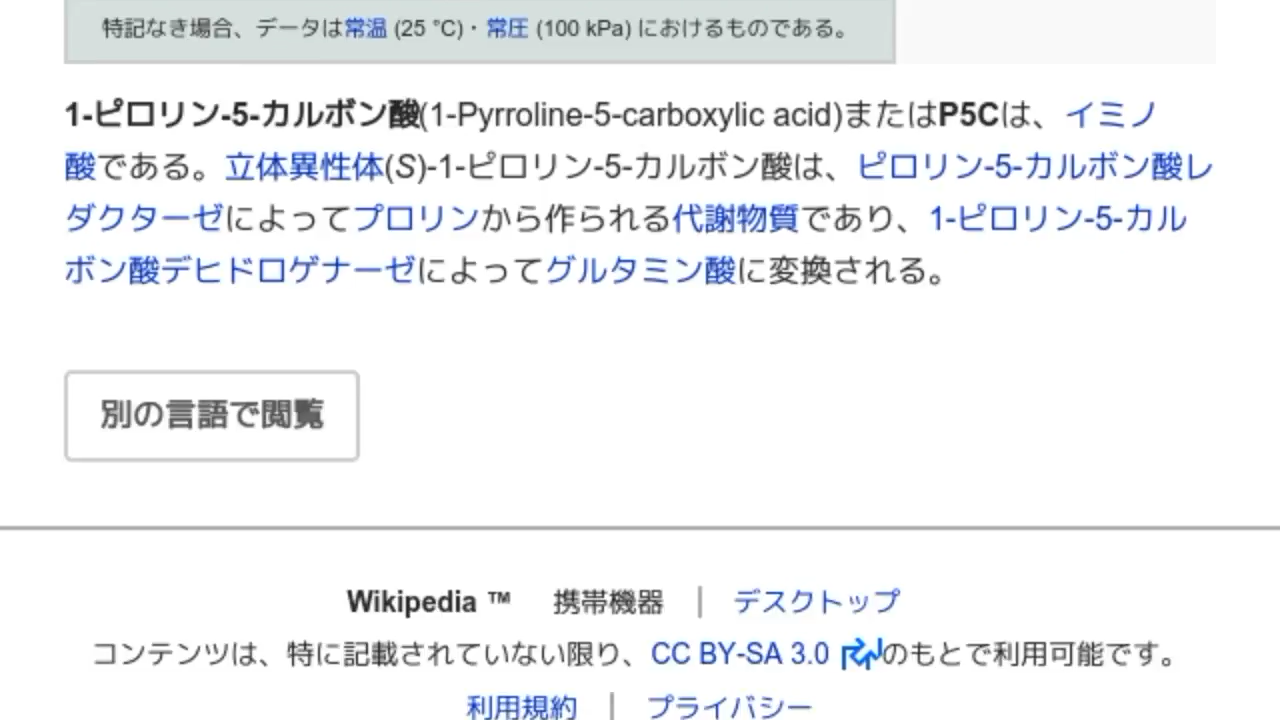 特記なき場合、データは常温 (25 °C)・常圧 (100 kPa) におけるものである。
1-ピロリン-5-カルボン酸(1-Pyrroline-5-carboxylic acid)またはP5Cは、イミノ
酸である。立体異性体(S)-1-ピロリン-5-カルボン酸は、ピロリン-5-カルボン酸レ
ダクターゼによってプロリンから作られる代謝物質であり、1-ピロリン-5-カル
ボン酸デヒドロゲナーゼによってグルタミン酸に変換される。
別の言語で閲覧
Wikipedia ™ 携帯機器 | デスクトップ
コンテンツは、特に記載されていない限り、CC BY-SA 3.0 のもとで利用可能です。
利用規約 | プライバシー